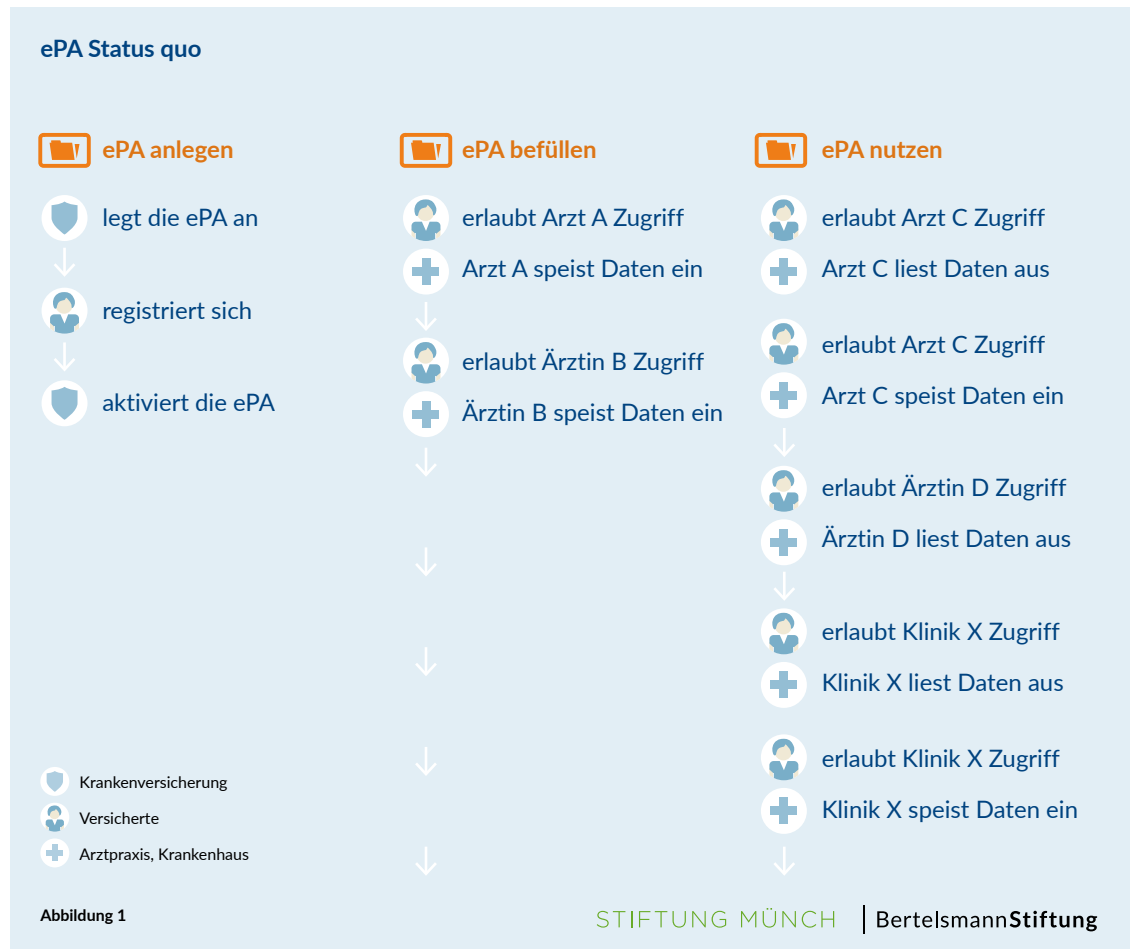 ePA Status quo
ePA anlegen
legt die ePA an
registriert sich
aktiviert die ePA
ePA befüllen
erlaubt Arzt A Zugriff
Arzt A speist Daten ein
erlaubt Ärztin B Zugriff
Ärztin B speist Daten ein
ePA nutzen
erlaubt Arzt C Zugriff
Arzt C liest Daten aus
erlaubt Arzt C Zugriff
Arzt C speist Daten ein
erlaubt Ärztin D Zugriff
Ärztin D liest Daten aus
erlaubt Klinik X Zugriff
Klinik X liest Daten aus
erlaubt Klinik X Zugriff
Klinik X speist Daten ein
Krankenversicherung
Versicherte
Arztpraxis, Krankenhaus
Abbildung 1
STIFTUNG MÜNCH
BertelsmannStiftung